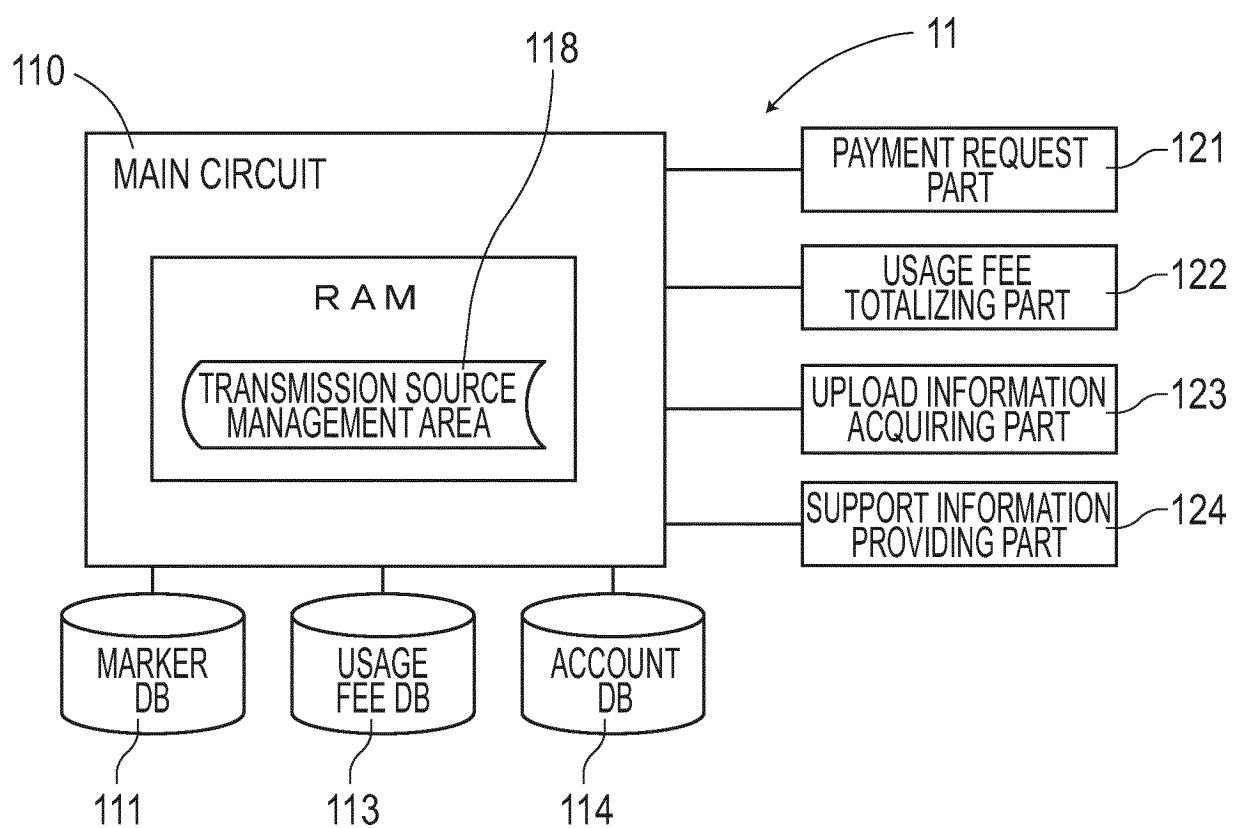 118
11
110
MAIN CIRCUIT
RAM
TRANSMISSION SOURCE
MANAGEMENT AREA
PAYMENT REQUEST
PART
121
USAGE FEE
TOTALIZING PART
122
UPLOAD INFORMATION
ACQUIRING PART
123
SUPPORT INFORMATION
PROVIDING PART
124
MARKER
DB
USAGE
FEE DB
ACCOUNT
DB
111
113
114